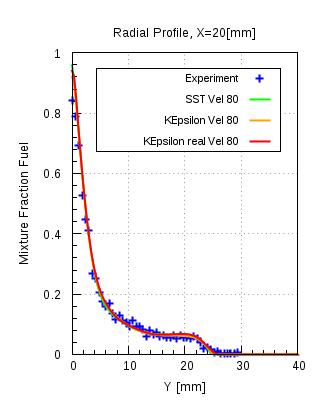 Radial Profile, X=20[mm]
Experiment
SST Vel 80
KEpsilon Vel 80
KEpsilon real Vel 80
Mixture Fraction Fuel
1
0.8
0.6
0.4
0.2
0
0 10 20 30 40
Y [mm]